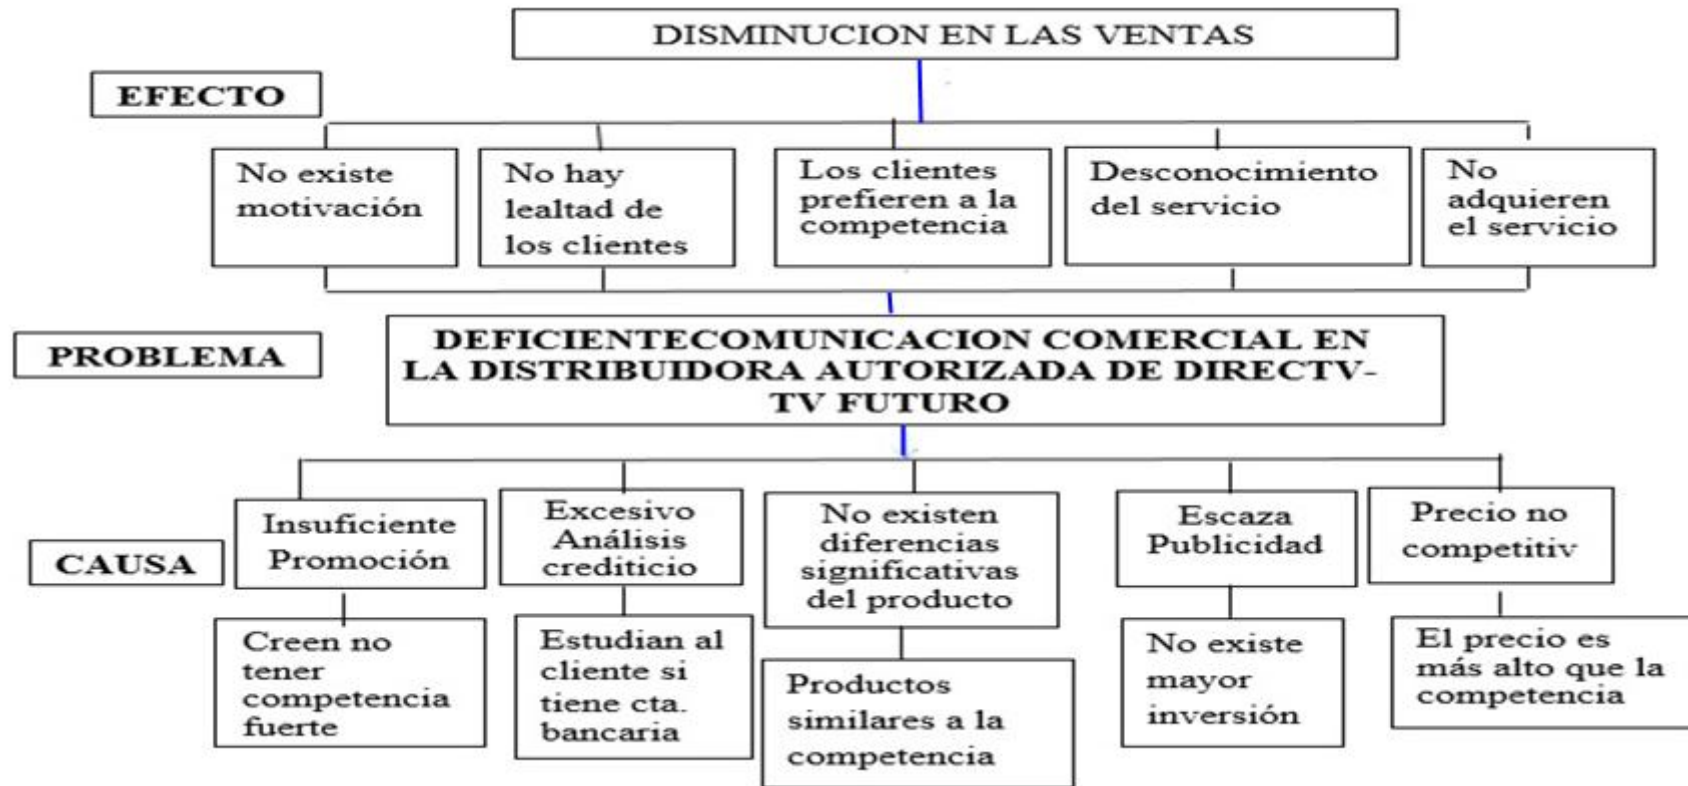 DISMINUCION EN LAS VENTAS
EFECTO
No existe
motivación
No hay
lealtad de
los clientes
Los clientes
prefieren a la
competencia
Desconocimiento
del servicio
No
adquieren
el servicio
PROBLEMA
DEFICIENTECOMUNICACION COMERCIAL EN
LA DISTRIBUIDORA AUTORIZADA DE DIRECTV-
TV FUTURO
CAUSA
Insuficiente
Promoción
Excesivo
Análisis
crediticio
No existen
diferencias
significativas
del producto
Escaza
Publicidad
Precio no
competitiv
Creen no
tener
competencia
fuerte
Estudian al
cliente si
tiene cta.
bancaria
Productos
similares a la
competencia
No existe
mayor
inversión
El precio es
más alto que la
competencia